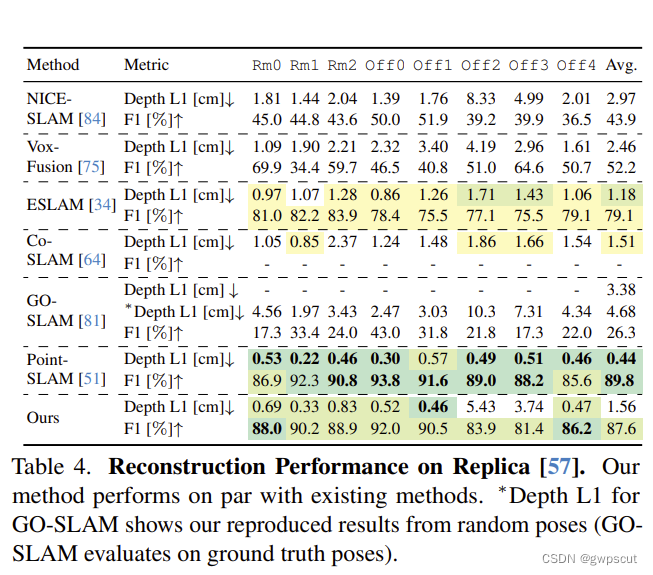 Method Metric Rm0 Rm1 Rm2 Off0 Off1 Off2 Off3 Off4 Avg.
NICE- Depth L1 [cm]↓ 1.81 1.44 2.04 1.39 1.76 8.33 4.99 2.01 2.97
SLAM [84] F1 [%]↑ 45.0 44.8 43.6 50.0 51.9 39.2 39.9 36.5 43.9
Vox- Depth L1 [cm]↓ 1.09 1.90 2.21 2.32 3.40 4.19 2.96 1.61 2.46
Fusion [75] F1 [%]↑ 69.9 34.4 59.7 46.5 40.8 51.0 64.6 50.7 52.2
ESLAM [34] Depth L1 [cm]↓ 0.97 1.07 1.28 0.86 1.26 1.71 1.43 1.06 1.18
F1 [%]↑ 81.0 82.2 83.9 78.4 75.5 77.1 75.5 79.1 79.1
Co- Depth L1 [cm]↓ 1.05 0.85 2.37 1.24 1.48 1.86 1.66 1.54 1.51
SLAM [64] F1 [%]↑ - - - - - - - - -
GO- Depth L1 [cm] ↓ - - - - - - - - 3.38
SLAM [81] *Depth L1 [cm]↓ 4.56 1.97 3.43 2.47 3.03 10.3 7.31 4.34 4.68
F1 [%]↑ 17.3 33.4 24.0 43.0 31.8 21.8 17.3 22.0 26.3
Point- Depth L1 [cm]↓ 0.53 0.22 0.46 0.30 0.57 0.49 0.51 0.46 0.44
SLAM [51] F1 [%]↑ 86.9 92.3 90.8 93.8 91.6 89.0 88.2 85.6 89.8
Ours Depth L1 [cm]↓ 0.69 0.33 0.83 0.52 0.46 5.43 3.74 0.47 1.56
F1 [%]↑ 88.0 90.2 88.9 92.0 90.5 83.9 81.4 86.2 87.6
Table 4. Reconstruction Performance on Replica [57]. Our
method performs on par with existing methods. *Depth L1 for
GO-SLAM shows our reproduced results from random poses (GO-
SLAM evaluates on ground truth poses).
CSDN @gwpscut